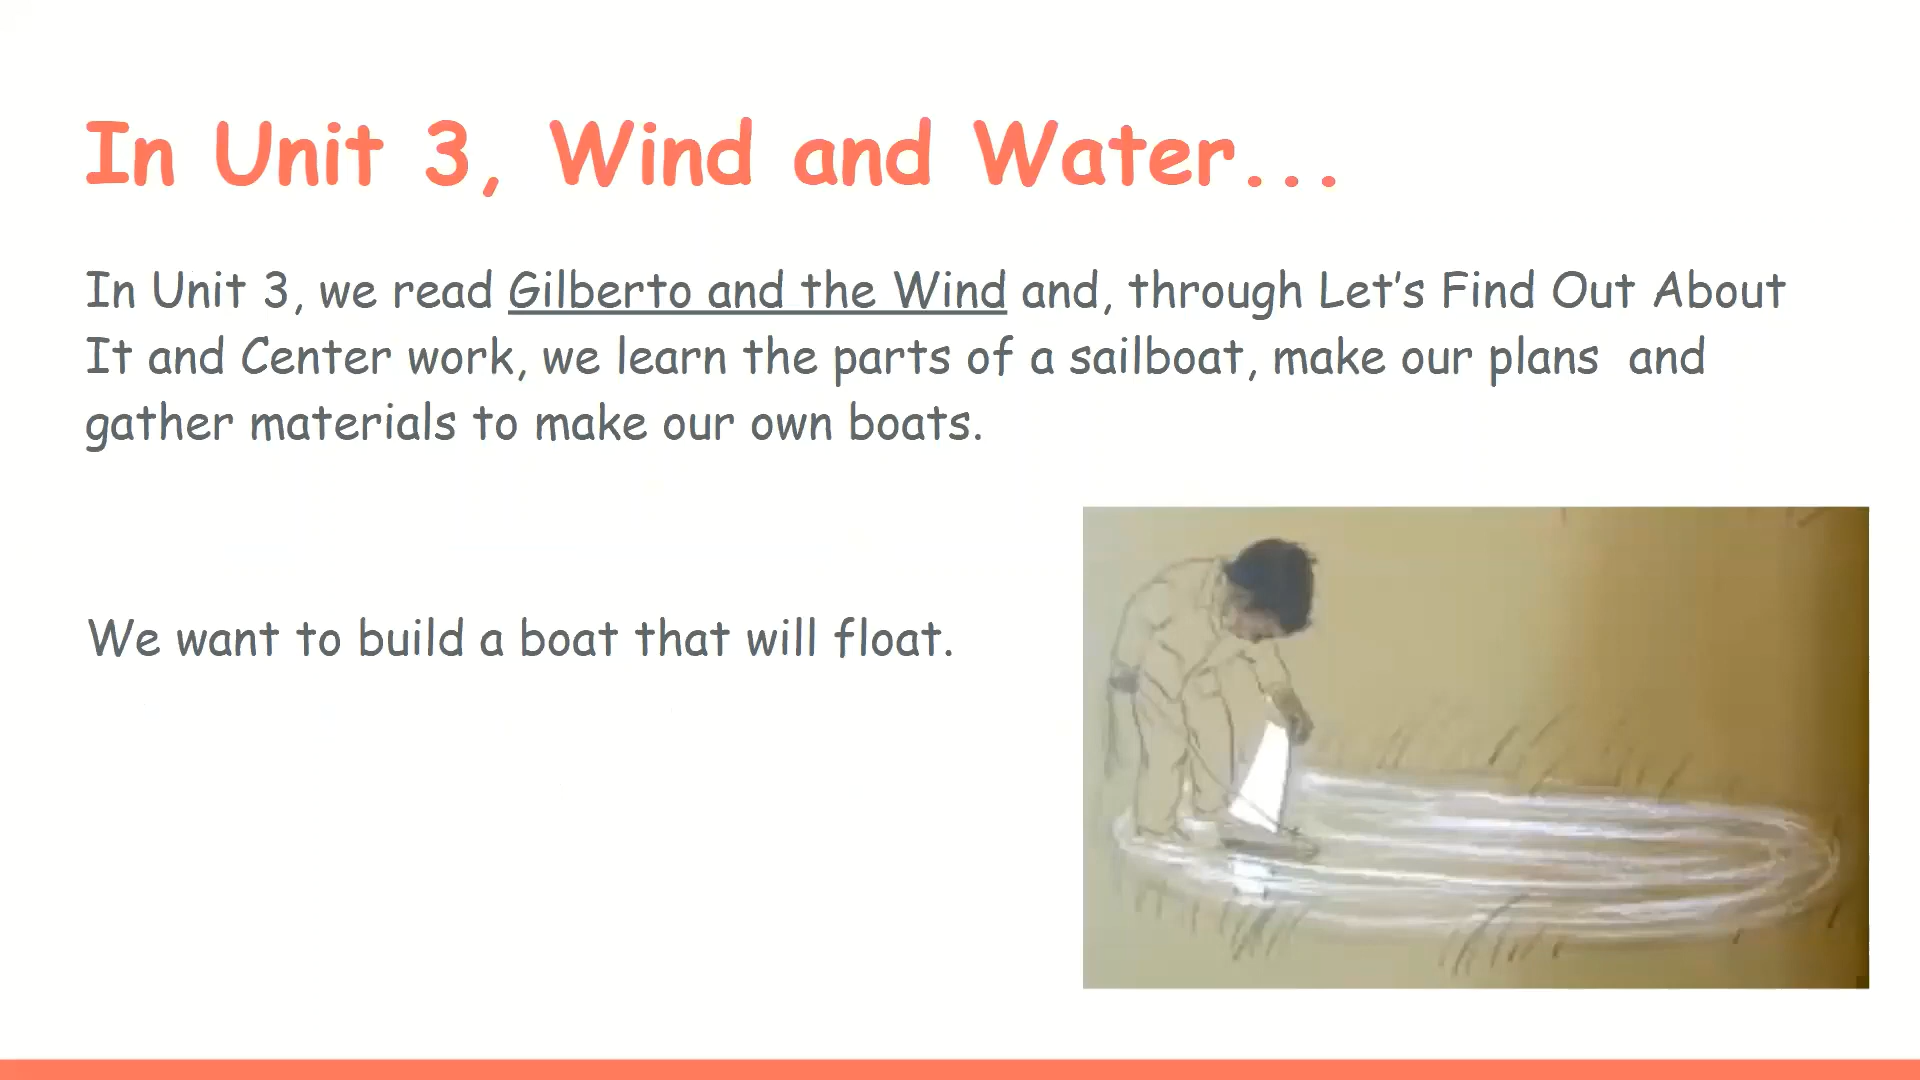 In Unit 3, Wind and Water...
In Unit 3, we read Gilberto and the Wind and, through Let’s Find Out About
It and Center work, we learn the parts of a sailboat, make our plans  and
gather materials to make our own boats.
We want to build a boat that will float.